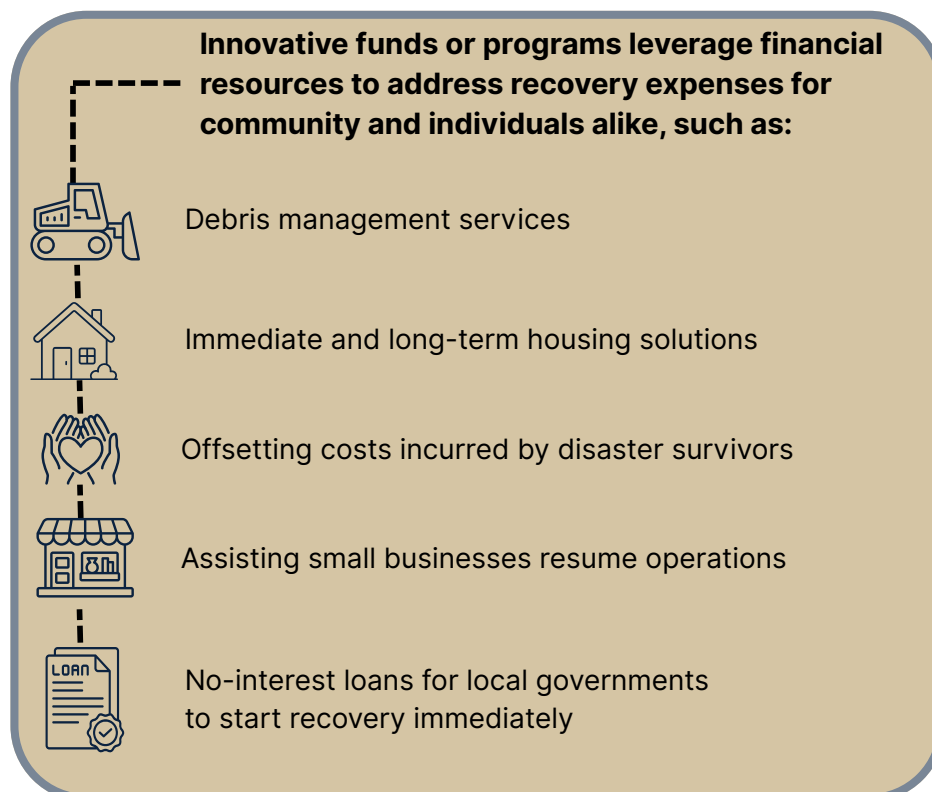 Innovative funds or programs leverage financial
resources to address recovery expenses for
community and individuals alike, such as:
Debris management services
Immediate and long-term housing solutions
Offsetting costs incurred by disaster survivors
Assisting small businesses resume operations
LOAN
No-interest loans for local governments
to start recovery immediately